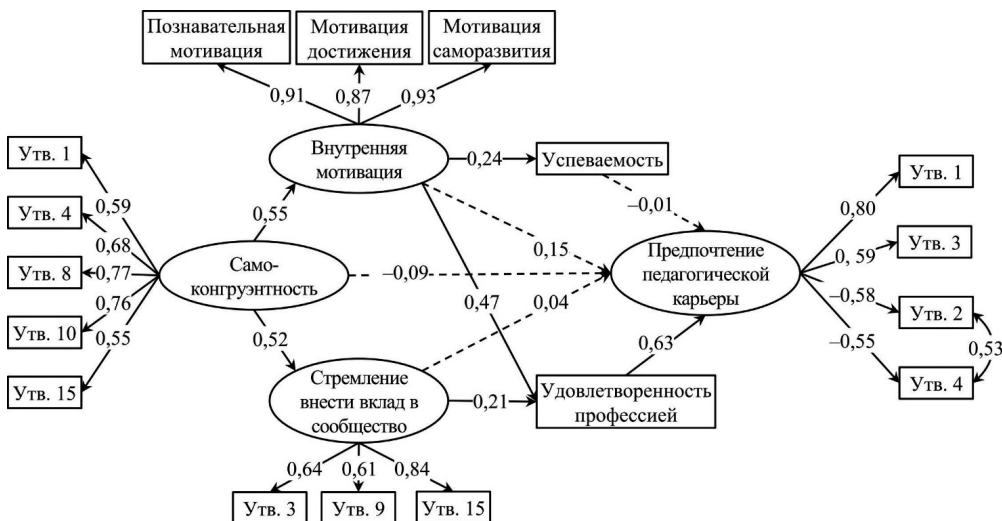 Познавательная
мотивация
Мотивация
достижения
Мотивация
саморазвития
0,91
0,87
0,93
Утв. 1
Утв. 4
Утв. 8
Утв. 10
Утв. 15
0,59
0,68
0,77
0,76
0,55
Внутренняя
мотивация
0,24
Успеваемость
–0,01
0,55
0,15
Само-
конгруэнтность
–0,09
0,47
0,04
Предпочтение
педагогической
карьеры
0,52
0,63
Стремление
внести вклад в
сообщество
0,21
Удовлетворенность
профессией
0,64
0,61
0,84
Утв. 3
Утв. 9
Утв. 15
0,80
0, 59
–0,58
–0,55
Утв. 1
Утв. 3
Утв. 2
Утв. 4
0,53